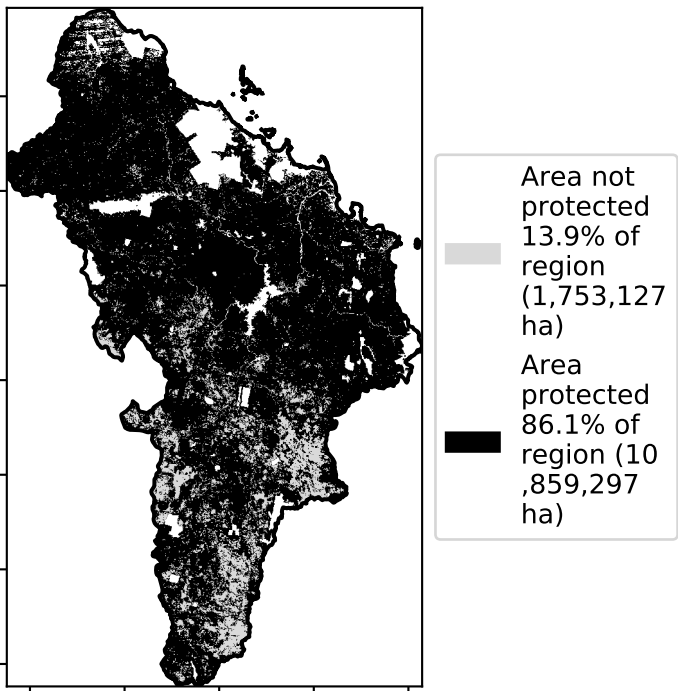 Area not
protected
13.9% of
region
(1,753,127
ha)
Area
protected
86.1% of
region (10
,859,297
ha)